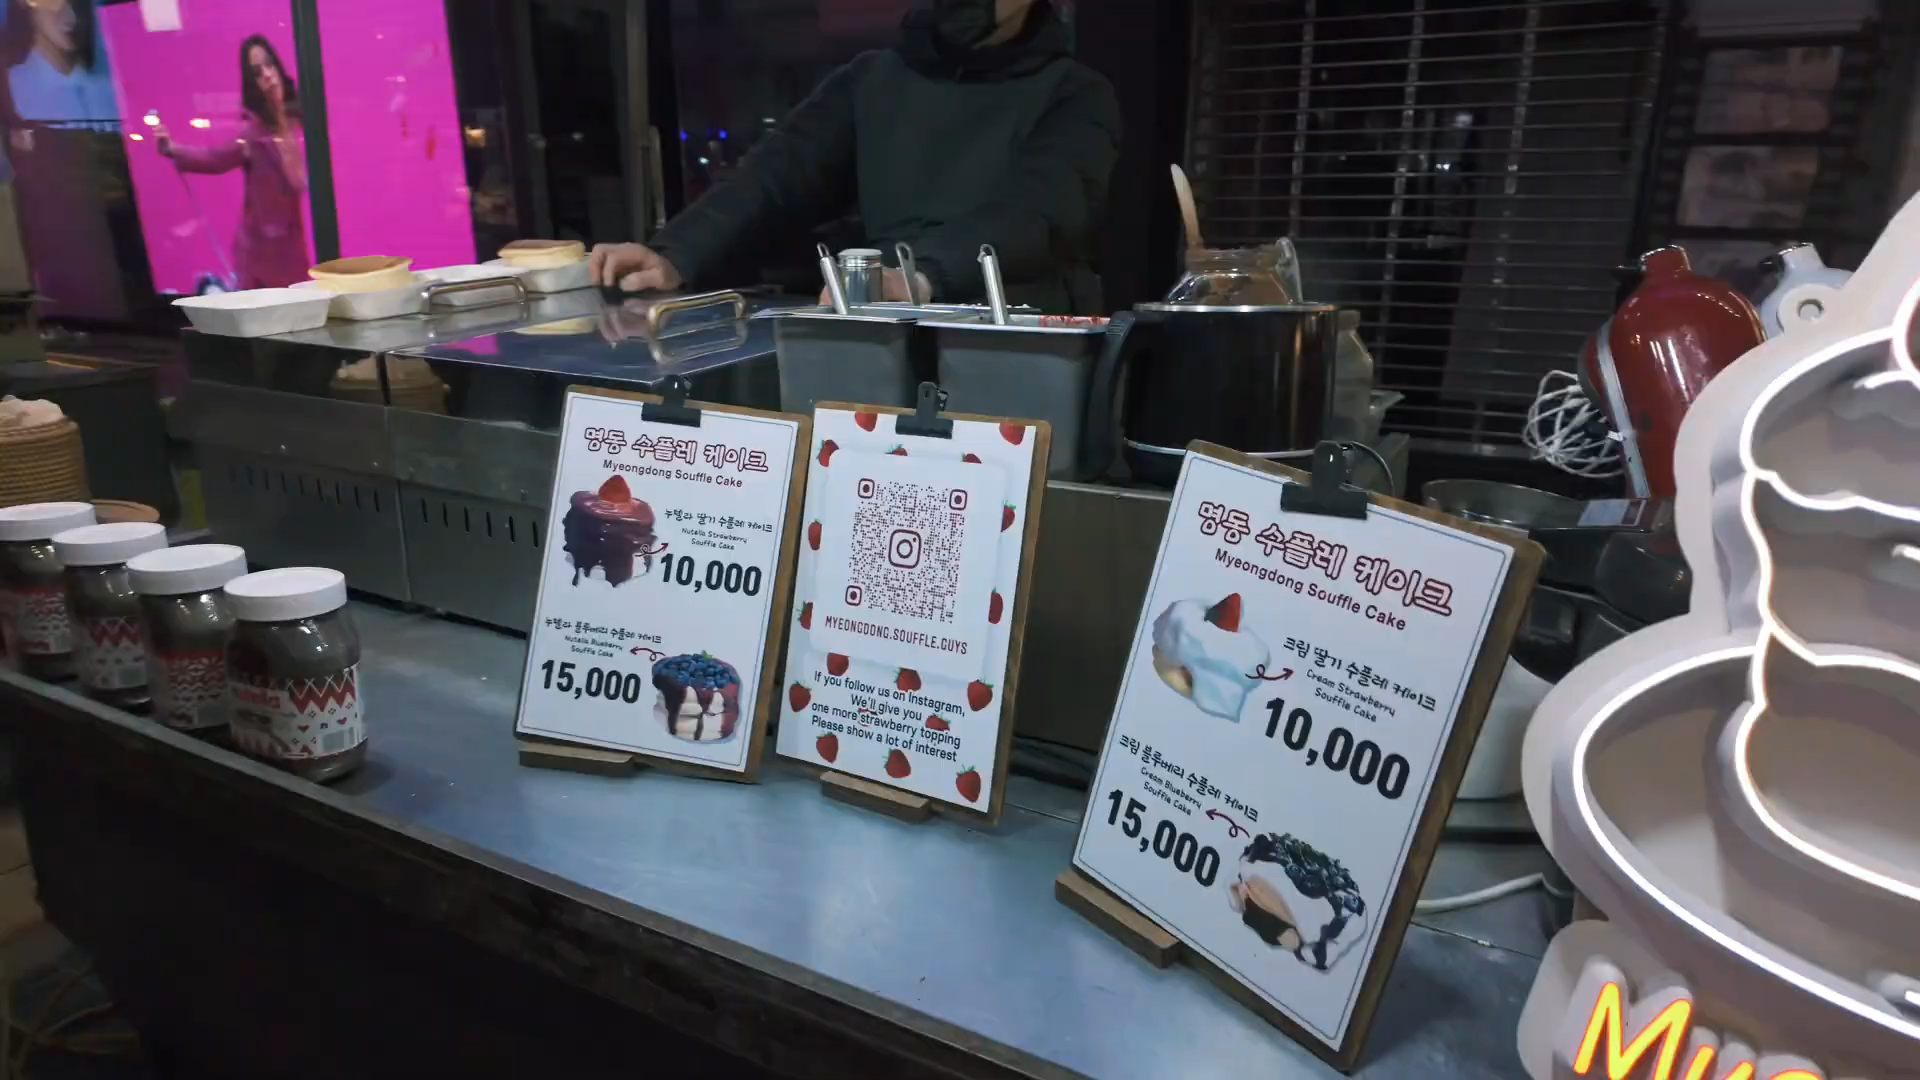 명동 수플레 케이크
Myeongdong Souffle Cake
누텔라 딸기 수플레 케이크
Nutella Strawberry
Souffle Cake
10,000
누텔라 블루베리 수플레 케이크
Nutella Blueberry
Souffle Cake
15,000
MYEONGDONG.SOUFFLE.GUYS
If you follow us on Instagram,
We'll give you
one more strawberry topping
Please show a lot of interest
명동 수플레 케이크
Myeongdong Souffle Cake
크림 딸기 수플레 케이크
Cream Strawberry
Souffle Cake
10,000
크림 블루베리 수플레 케이크
Cream Blueberry
Souffle Cake
15,000